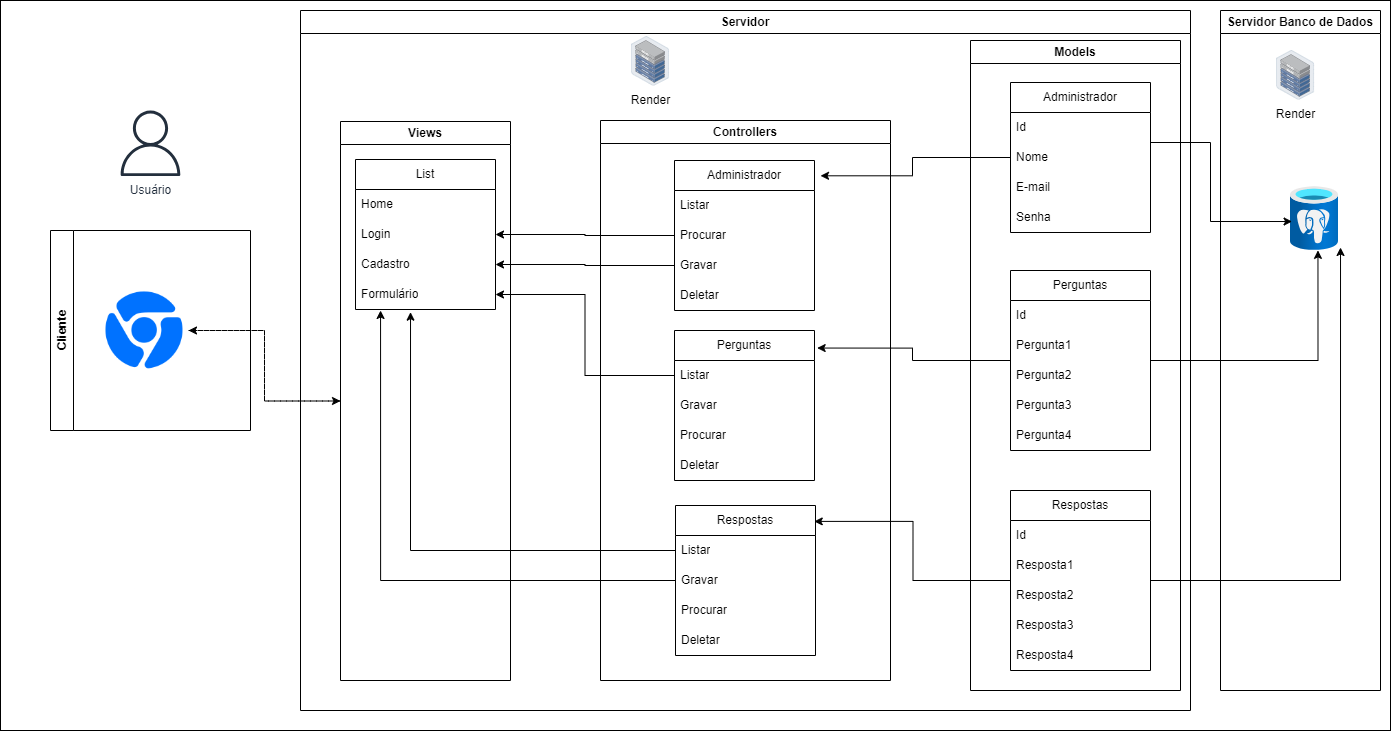 Servidor
Servidor Banco de Dados
Render
Render
Usuário
Cliente
Views
List
Home
Login
Cadastro
Formulário
Controllers
Administrador
Listar
Procurar
Gravar
Deletar
Perguntas
Listar
Gravar
Procurar
Deletar
Respostas
Listar
Gravar
Procurar
Deletar
Models
Administrador
Id
Nome
E-mail
Senha
Perguntas
Id
Pergunta1
Pergunta2
Pergunta3
Pergunta4
Respostas
Id
Resposta1
Resposta2
Resposta3
Resposta4